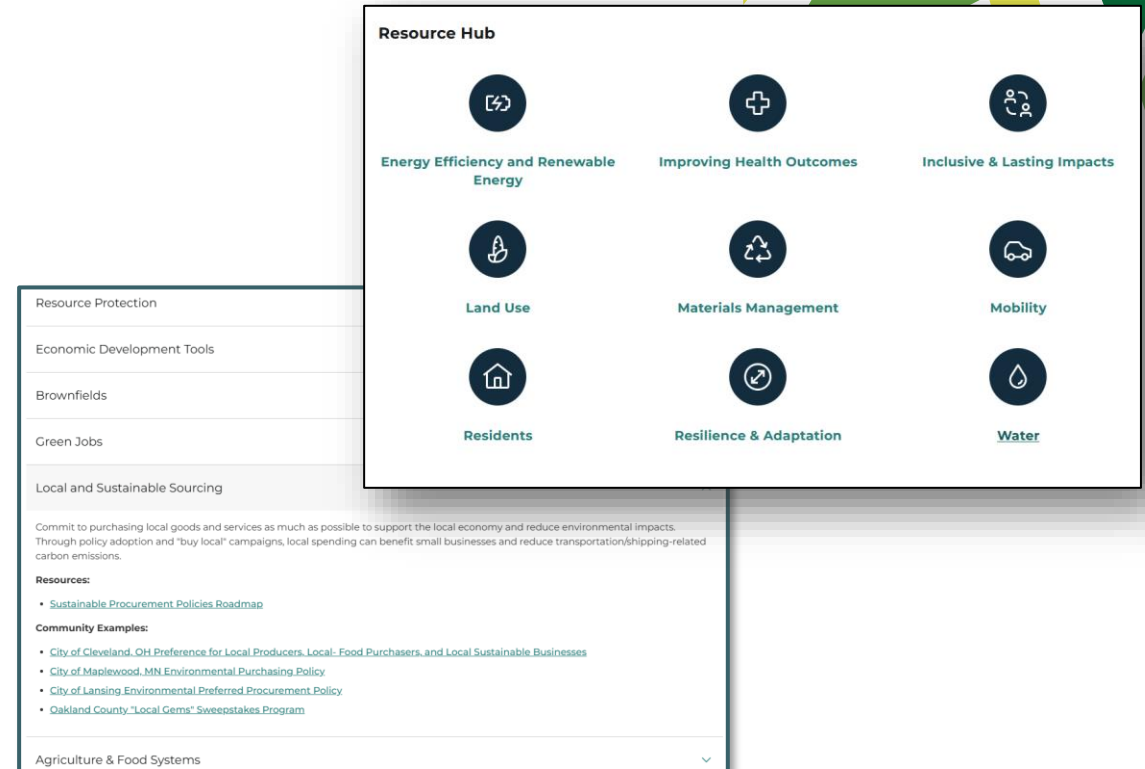 Resource Hub
Energy Efficiency and Renewable
Energy
Improving Health Outcomes
Inclusive & Lasting Impacts
Land Use
Materials Management
Mobility
Residents
Resilience & Adaptation
Water
Resource Protection
Economic Development Tools
Brownfields
Green Jobs
Local and Sustainable Sourcing
Commit to purchasing local goods and services as much as possible to support the local economy and reduce environmental impacts.
Through policy adoption and "buy local" campaigns, local spending can benefit small businesses and reduce transportation/shipping-related
carbon emissions.
Resources:
• Sustainable Procurement Policies Roadmap
Community Examples:
• City of Cleveland, OH Preference for Local Producers, Local- Food Purchasers, and Local Sustainable Businesses
• City of Maplewood, MN Environmental Purchasing Policy
• City of Lansing Environmental Preferred Procurement Policy
• Oakland County "Local Gems" Sweepstakes Program
Agriculture & Food Systems